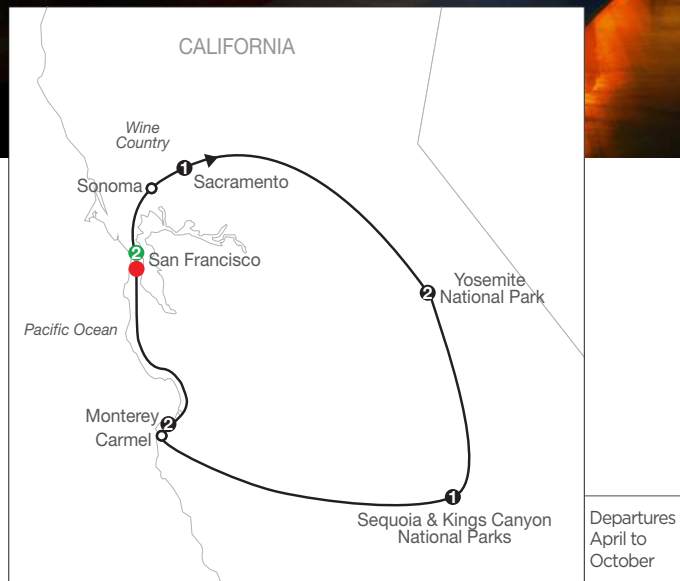 CALIFORNIA
Wine
Country
1
Sacramento
Sonoma
2
San Francisco
2
Yosemite
National Park
Pacific Ocean
Monterey
2
Carmel
1
Sequoia & Kings Canyon
National Parks
Departures
April to
October